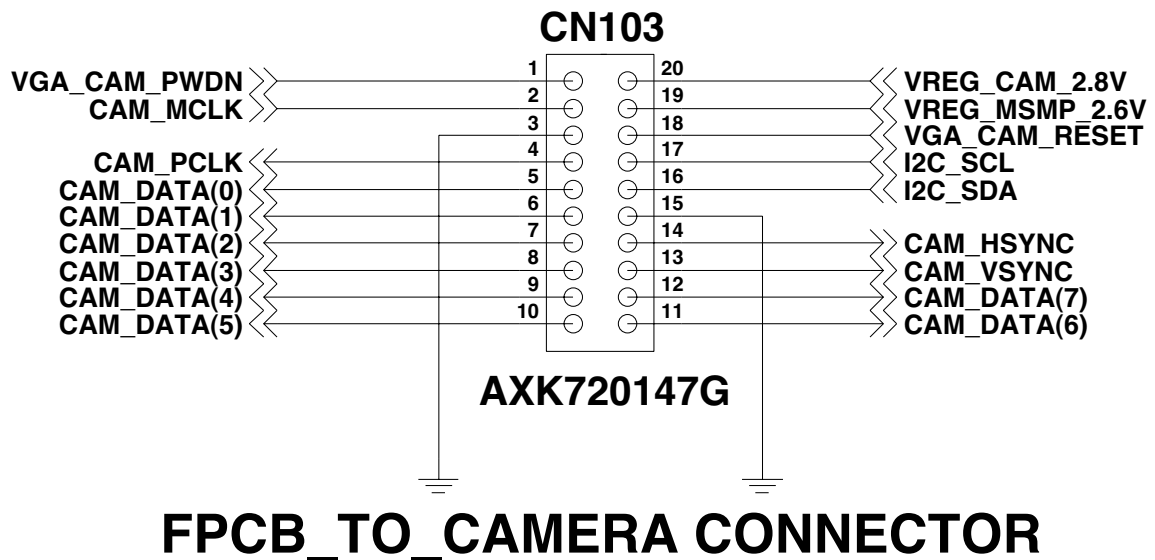 CN103
VGA_CAM_PWDN 1 20 VREG_CAM_2.8V
CAM_MCLK 2 19 VREG_MSMP_2.6V
3 18 VGA_CAM_RESET
CAM_PCLK 4 17 I2C_SCL
CAM_DATA(0) 5 16 I2C_SDA
CAM_DATA(1) 6 15
CAM_DATA(2) 7 14 CAM_HSYNC
CAM_DATA(3) 8 13 CAM_VSYNC
CAM_DATA(4) 9 12 CAM_DATA(7)
CAM_DATA(5) 10 11 CAM_DATA(6)
AXK720147G
FPCB_TO_CAMERA CONNECTOR